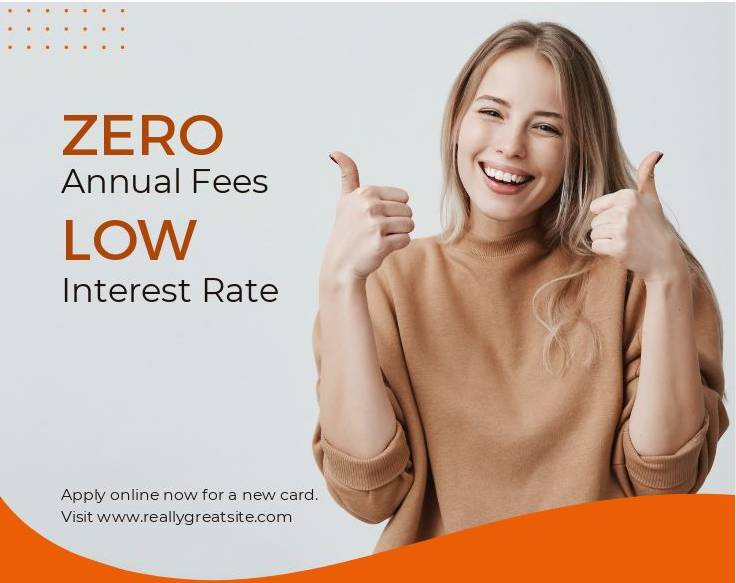 ZERO
Annual Fees
LOW
Interest Rate
Apply online now for a new card.
Visit www.reallygreatsite.com